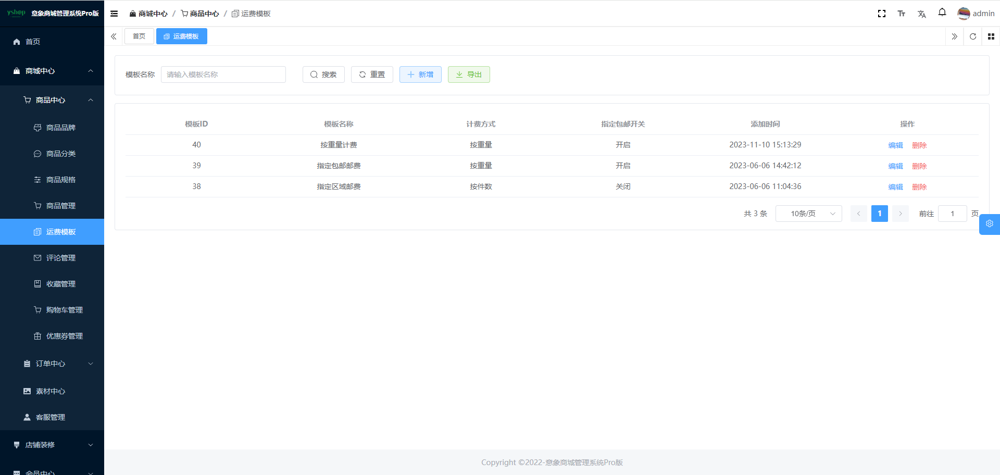 yshop 意象商城管理系统Pro版
商城中心 / 商品中心 / 运费模板
admin
首页 运费模板
首页
商城中心
商品中心
商品品牌
商品分类
商品规格
商品管理
运费模板
评论管理
收藏管理
购物车管理
优惠券管理
订单中心
素材中心
客服管理
店铺装修
会员中心
模板名称 请输入模板名称 搜索 重置 新增 导出
模板ID 模板名称 计费方式 指定包邮开关 添加时间 操作
40 按重量计费 按重量 开启 2023-11-10 15:13:29 编辑 删除
39 指定包邮邮费 按重量 开启 2023-06-06 14:42:12 编辑 删除
38 指定区域邮费 按件数 关闭 2023-06-06 11:04:36 编辑 删除
共 3 条 10条/页 1 前往 1 页
Copyright ©2022-意象商城管理系统Pro版